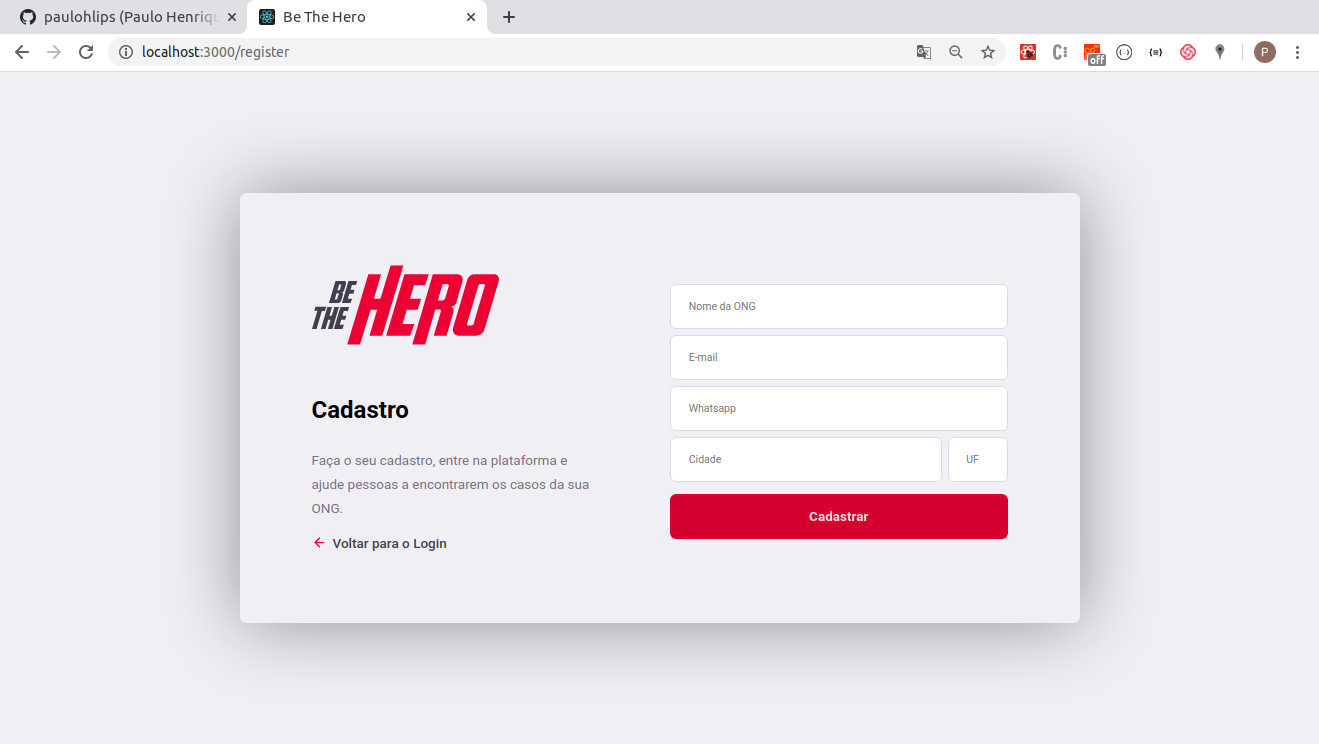 paulohlips (Paulo Henriqu
Be The Hero
localhost:3000/register
off
P
BE
THE
HERO
Cadastro
Faça o seu cadastro, entre na plataforma e
ajude pessoas a encontrarem os casos da sua
ONG.
Voltar para o Login
Nome da ONG
E-mail
Whatsapp
Cidade
UF
Cadastrar